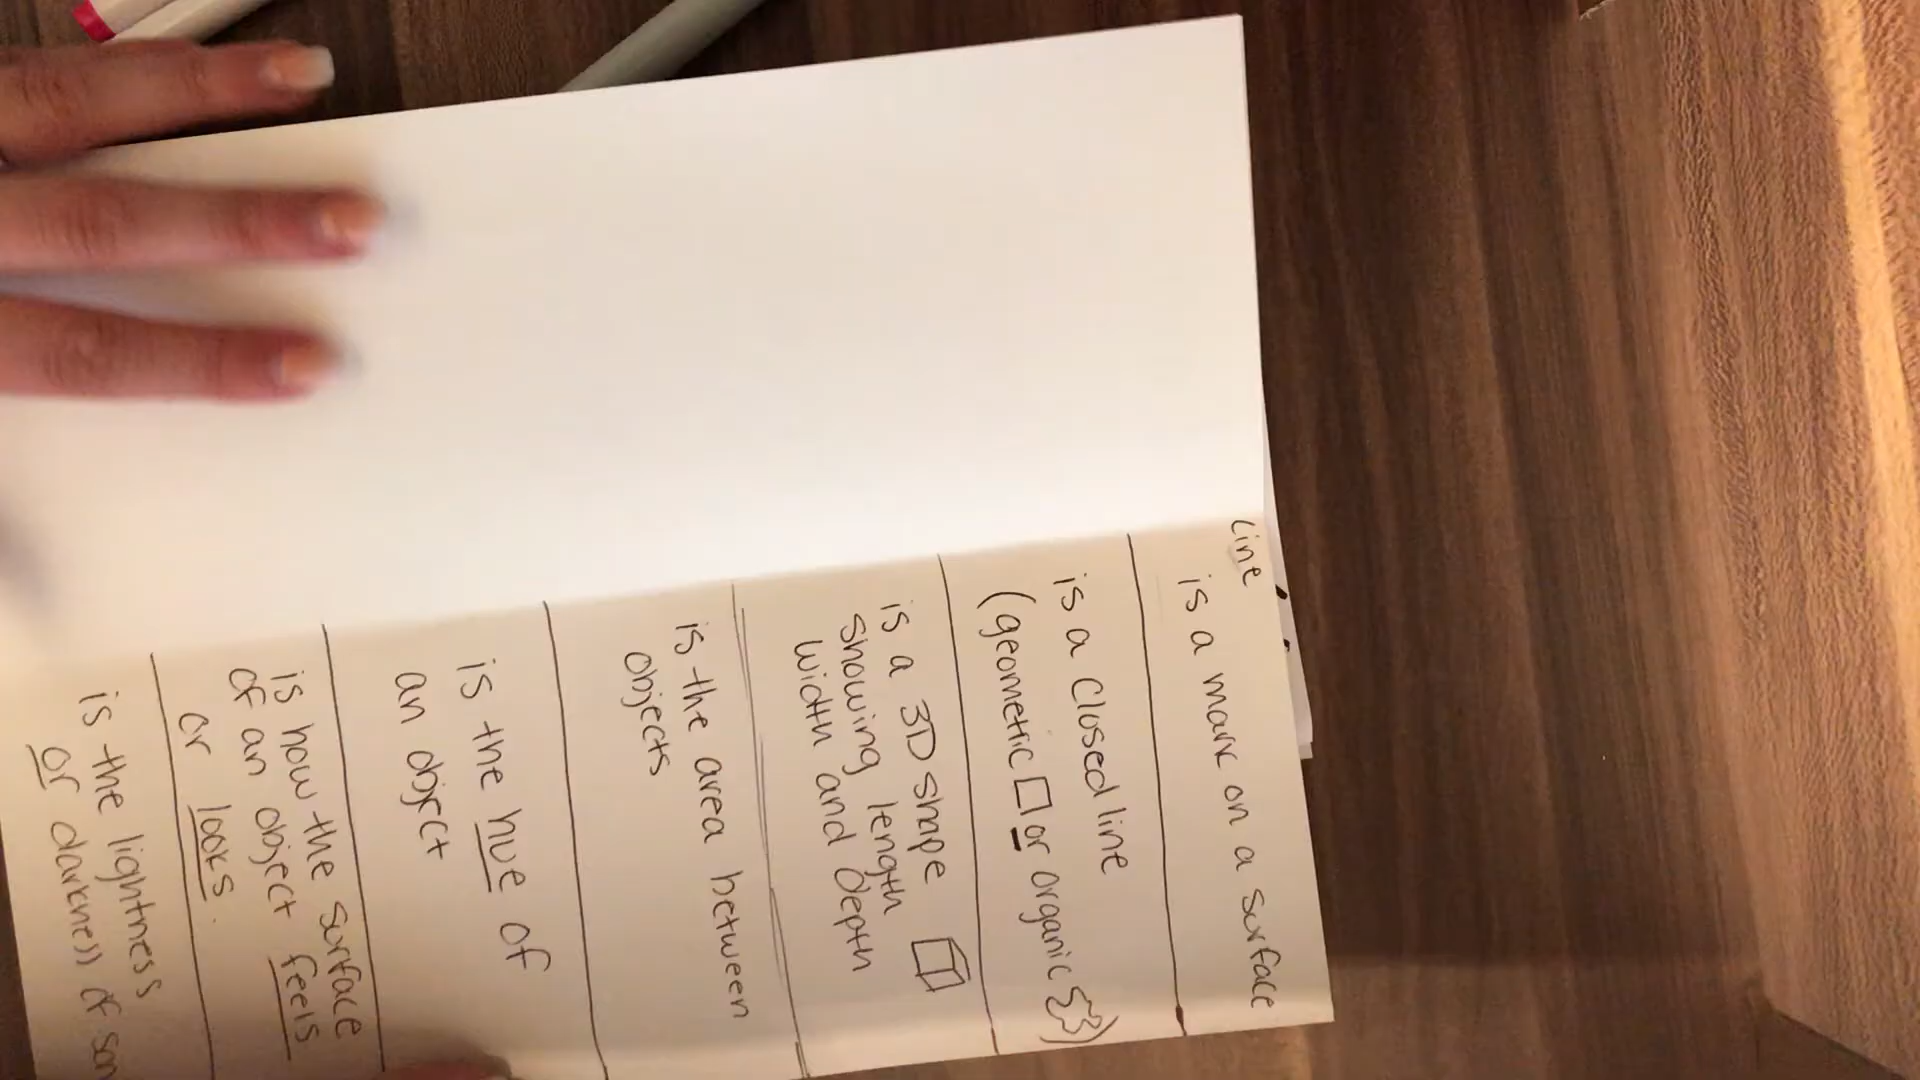 Line
is a mark on a surface
is a closed line
(geometric or organic )
is a 3D shape
showing length
width and Depth
is the area between
objects
is the hue of
an object
is how the surface
of an object feels
or looks.
is the lightness
or darkness of som